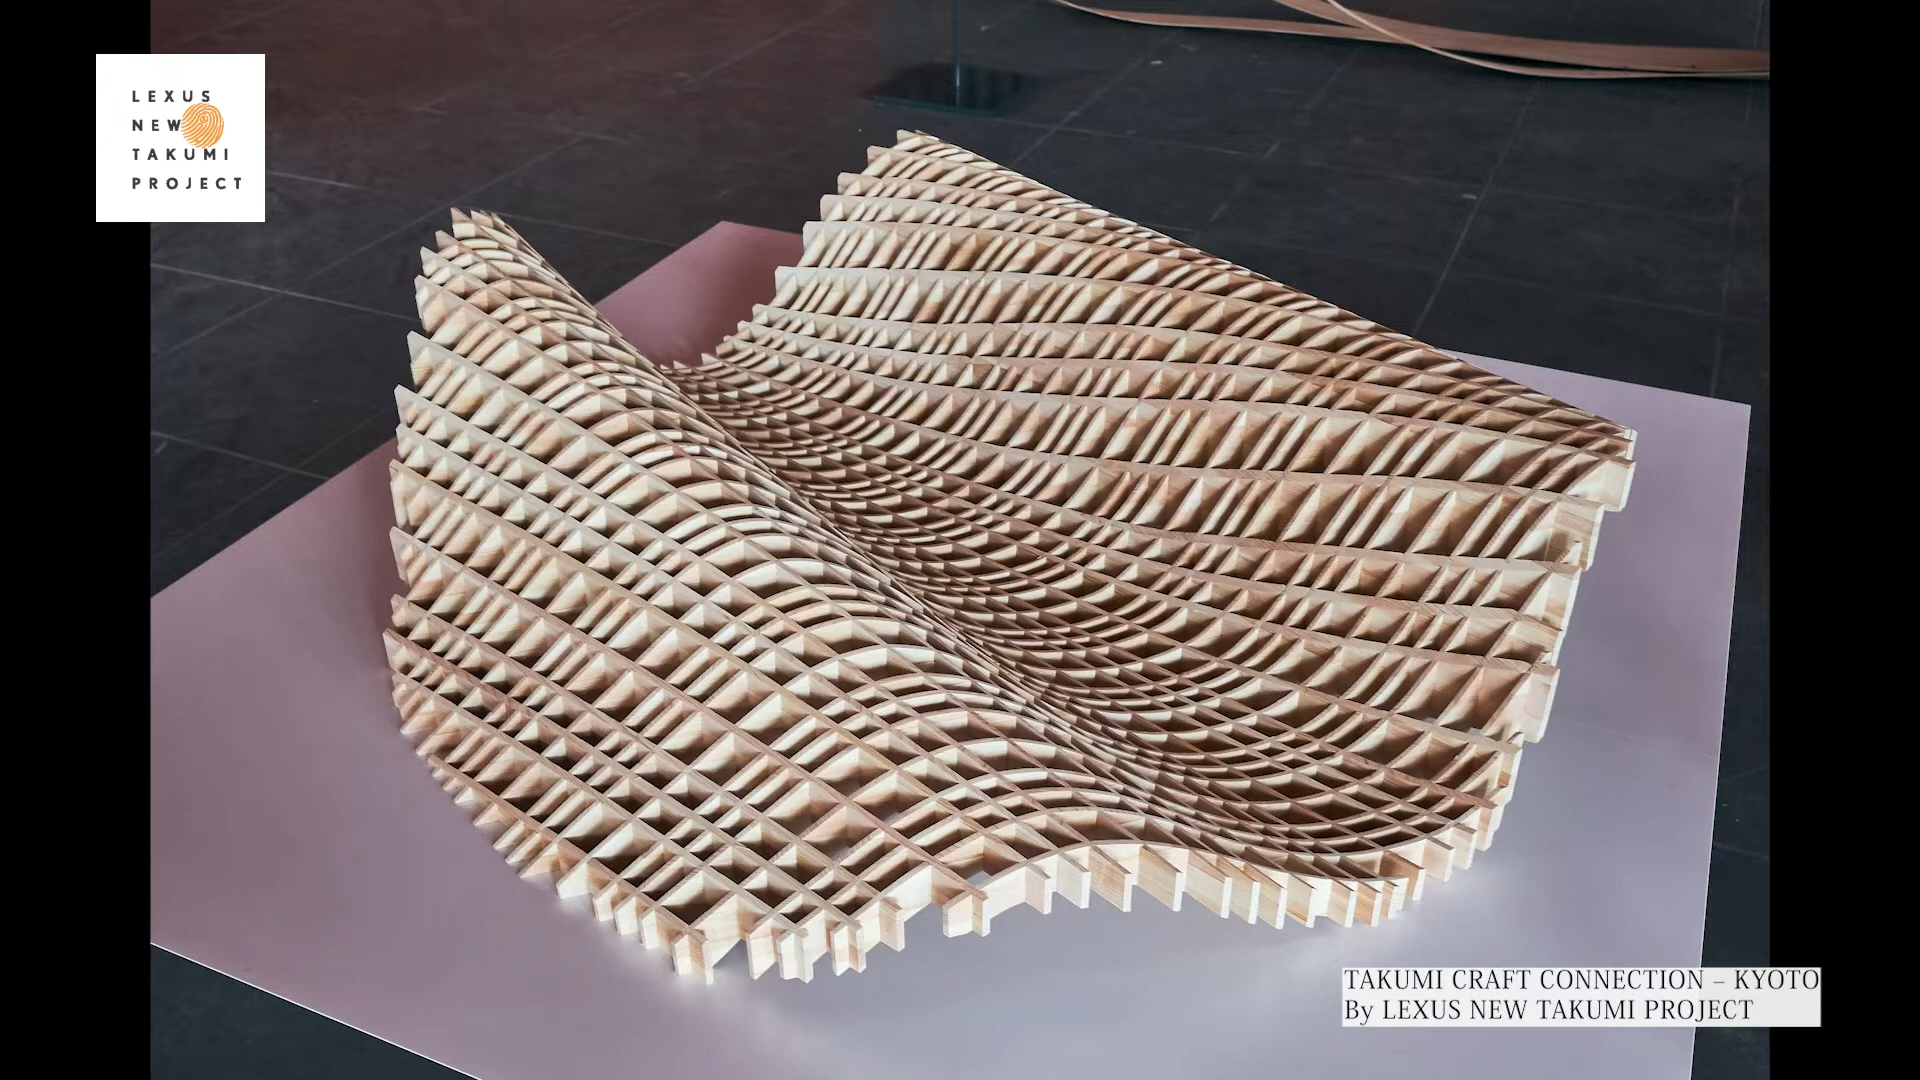 LEXUS
NEW
TAKUMI
PROJECT
TAKUMI CRAFT CONNECTION – KYOTO
By LEXUS NEW TAKUMI PROJECT